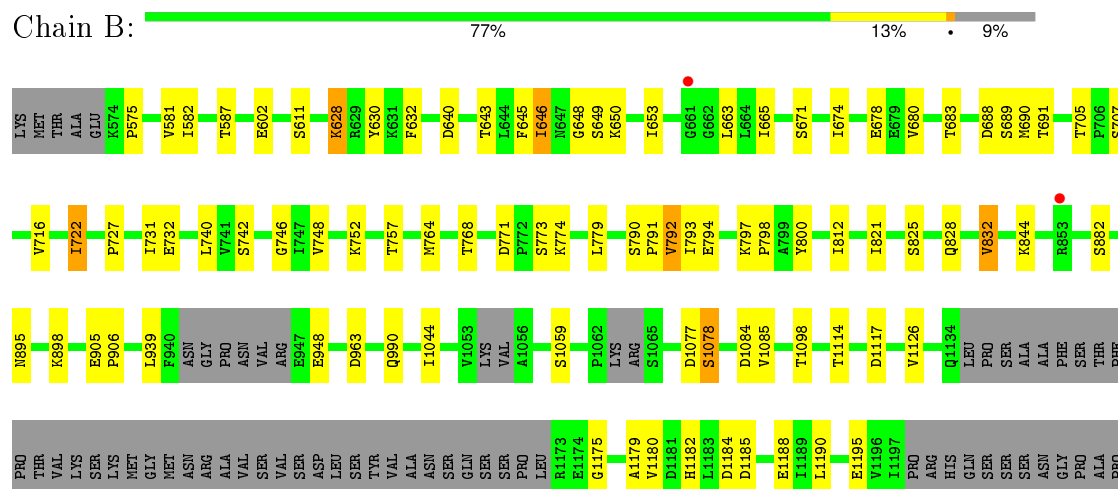 Chain B:
77% 13% • 9%
LYS MET THR ALA GLU K574 P575 V581 I582 T587 E602 S611 K628 R629 Y630 K631 F632 D640 T643 L644 F645 I646 N647 G648 S649 K650 I653 G661 G662 L663 L664 I665 S671 I674 E678 E679 V680 T683 D688 S689 M690 T691 T705 P706 S707
V716 I722 P727 I731 E732 L740 V741 S742 G746 I747 V748 K752 T757 M764 T768 D771 P772 S773 K774 L779 S790 P791 V792 I793 E794 K797 P798 A799 Y800 I812 I821 S825 Q828 V832 K844 R853 S882
N895 K898 E905 P906 L939 F940 ASN GLY PRO ASN VAL ARG E947 E948 D963 Q990 I1044 V1053 LYS VAL A1056 S1059 P1062 LYS ARG S1065 D1077 S1078 D1084 V1085 T1098 T1114 D1117 V1126 Q1134 LEU PRO SER ALA ALA PHE SER THR PHE
PRO THR VAL LYS SER LYS MET GLY MET ASN ARG ALA VAL SER VAL SER ASP LEU SER TYR VAL ALA ASN SER GLN SER SER PRO LEU R1173 E1174 G1175 A1179 V1180 D1181 H1182 L1183 D1184 D1185 E1188 I1189 L1190 E1195 V1196 I1197 PRO ARG HIS GLN SER SER SER ASN GLY PRO ALA PRO